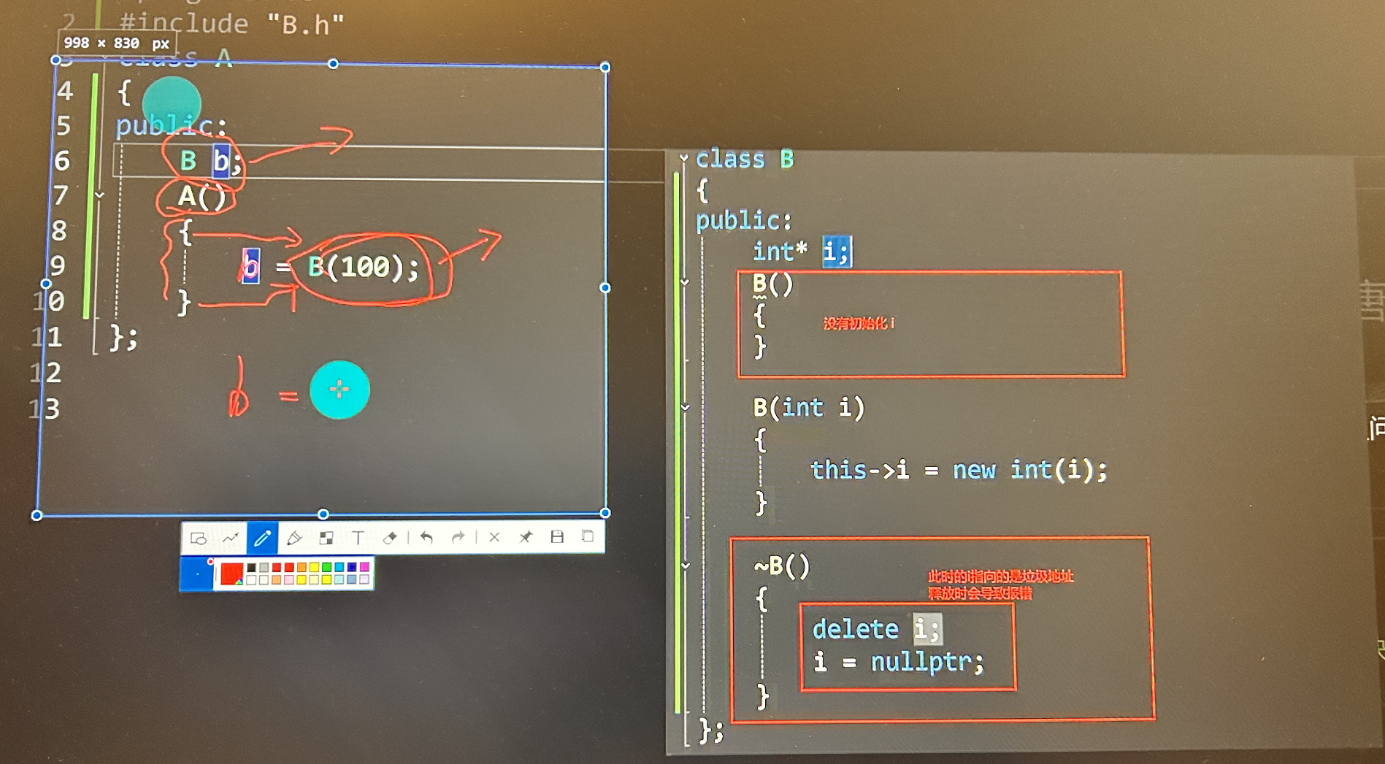 2 #include "B.h"
998 × 830 px
3 class A
4 {
5 public:
6 B b;
7 A()
8 {
9 b = B(100);
10 }
11 };
12
13
b =
class B
{
public:
int* i;
B()
{
没有初始化 i
}
B(int i)
{
this->i = new int(i);
}
~B()
此时的i指向的是垃圾地址
释放时会导致报错
{
delete i;
i = nullptr;
}
};
T